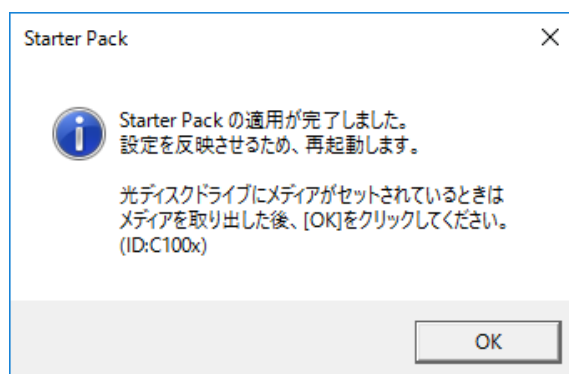 Starter Pack
Starter Pack の適用が完了しました。
設定を反映させるため、再起動します。
光ディスクドライブにメディアがセットされているときは
メディアを取り出した後、[OK]をクリックしてください。
(ID:C100x)
OK